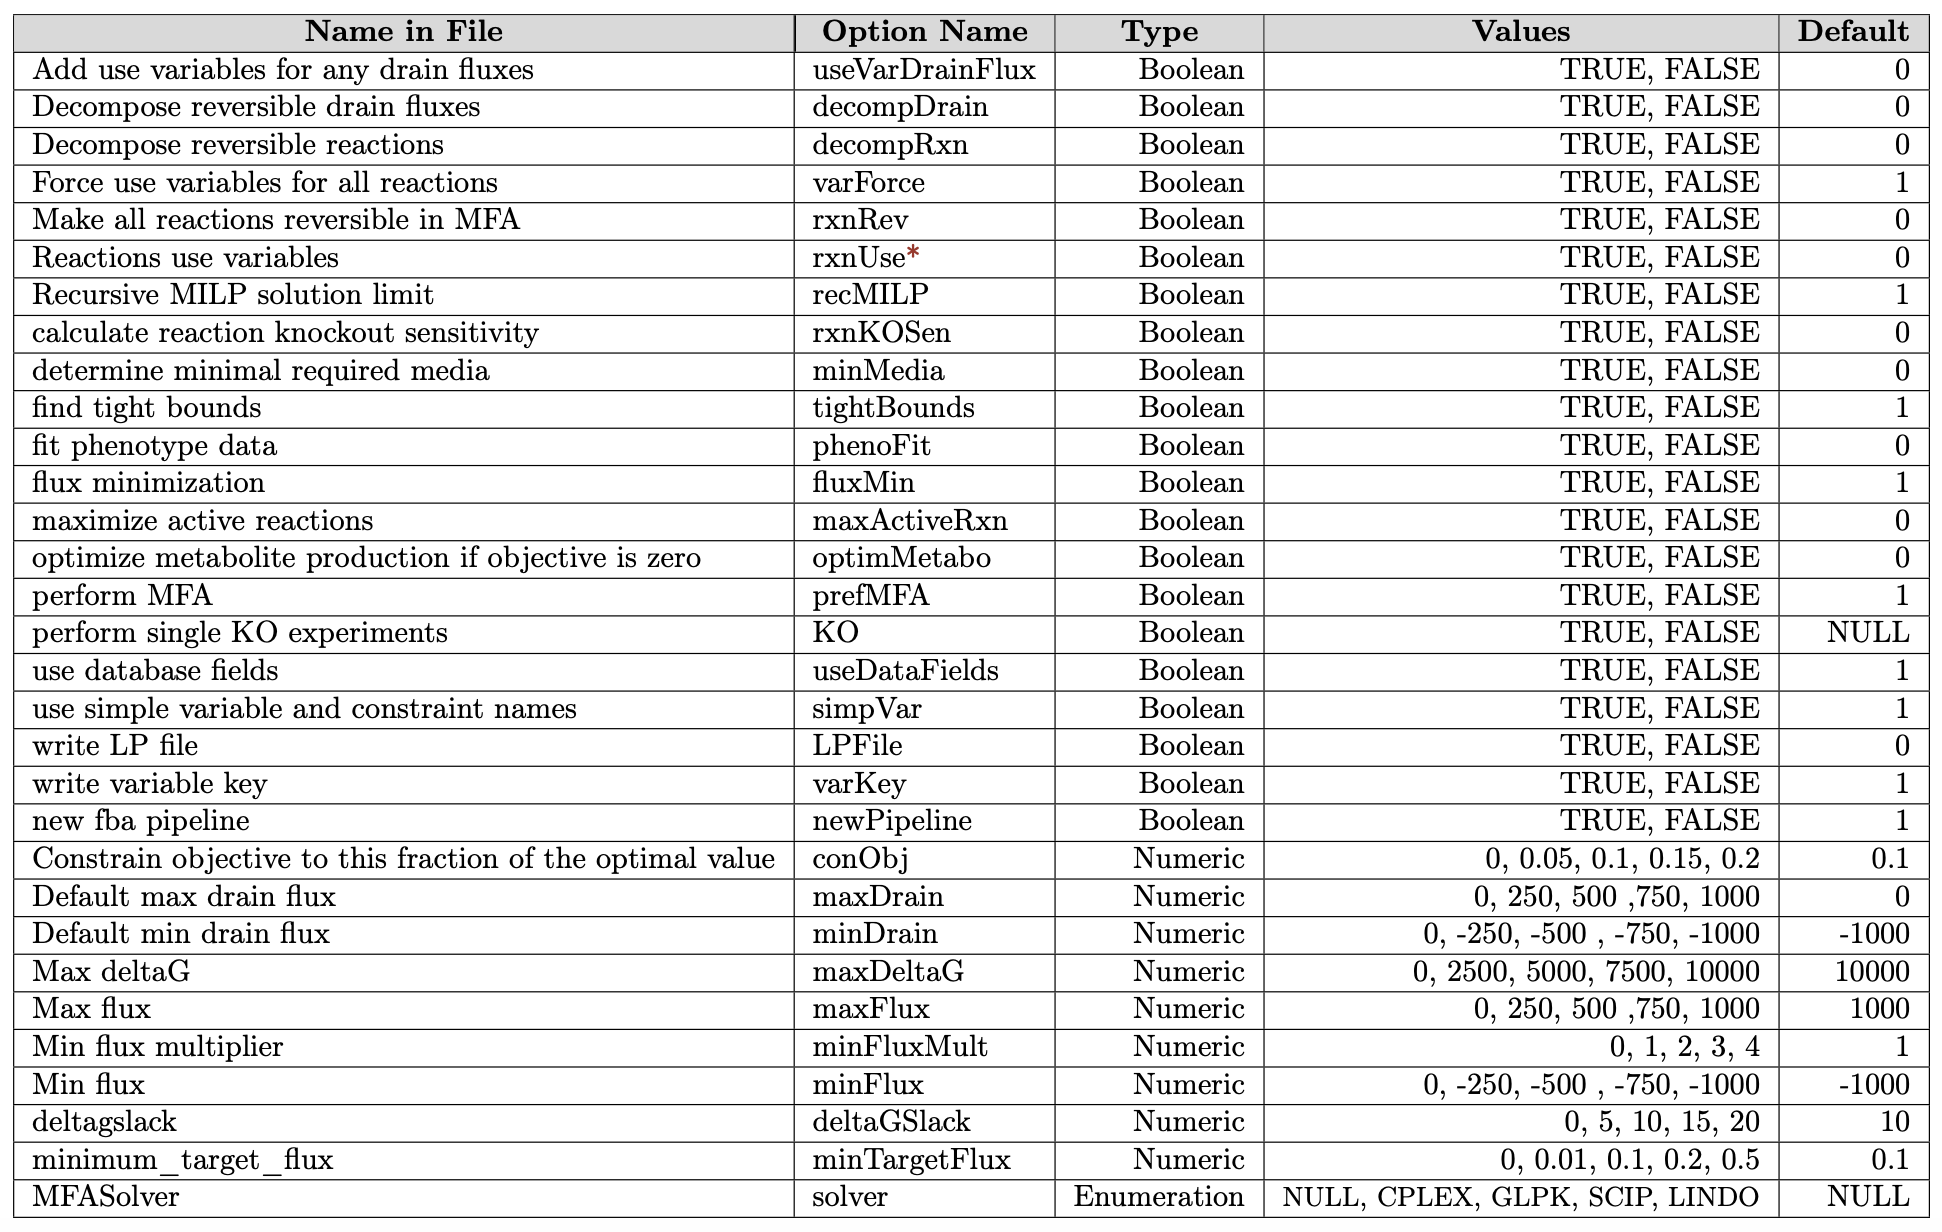 Name in File Option Name Type Values Default
Add use variables for any drain fluxes useVarDrainFlux Boolean TRUE, FALSE 0
Decompose reversible drain fluxes decompDrain Boolean TRUE, FALSE 0
Decompose reversible reactions decompRxn Boolean TRUE, FALSE 0
Force use variables for all reactions varForce Boolean TRUE, FALSE 1
Make all reactions reversible in MFA rxnRev Boolean TRUE, FALSE 0
Reactions use variables rxnUse* Boolean TRUE, FALSE 0
Recursive MILP solution limit recMILP Boolean TRUE, FALSE 1
calculate reaction knockout sensitivity rxnKOSen Boolean TRUE, FALSE 0
determine minimal required media minMedia Boolean TRUE, FALSE 0
find tight bounds tightBounds Boolean TRUE, FALSE 1
fit phenotype data phenoFit Boolean TRUE, FALSE 0
flux minimization fluxMin Boolean TRUE, FALSE 1
maximize active reactions maxActiveRxn Boolean TRUE, FALSE 0
optimize metabolite production if objective is zero optimMetabo Boolean TRUE, FALSE 0
perform MFA prefMFA Boolean TRUE, FALSE 1
perform single KO experiments KO Boolean TRUE, FALSE NULL
use database fields useDataFields Boolean TRUE, FALSE 1
use simple variable and constraint names simpVar Boolean TRUE, FALSE 1
write LP file LPFile Boolean TRUE, FALSE 0
write variable key varKey Boolean TRUE, FALSE 1
new fba pipeline newPipeline Boolean TRUE, FALSE 1
Constrain objective to this fraction of the optimal value conObj Numeric 0, 0.05, 0.1, 0.15, 0.2 0.1
Default max drain flux maxDrain Numeric 0, 250, 500 ,750, 1000 0
Default min drain flux minDrain Numeric 0, -250, -500 , -750, -1000 -1000
Max deltaG maxDeltaG Numeric 0, 2500, 5000, 7500, 10000 10000
Max flux maxFlux Numeric 0, 250, 500 ,750, 1000 1000
Min flux multiplier minFluxMult Numeric 0, 1, 2, 3, 4 1
Min flux minFlux Numeric 0, -250, -500 , -750, -1000 -1000
deltagslack deltaGSlack Numeric 0, 5, 10, 15, 20 10
minimum_target_flux minTargetFlux Numeric 0, 0.01, 0.1, 0.2, 0.5 0.1
MFASolver solver Enumeration NULL, CPLEX, GLPK, SCIP, LINDO NULL